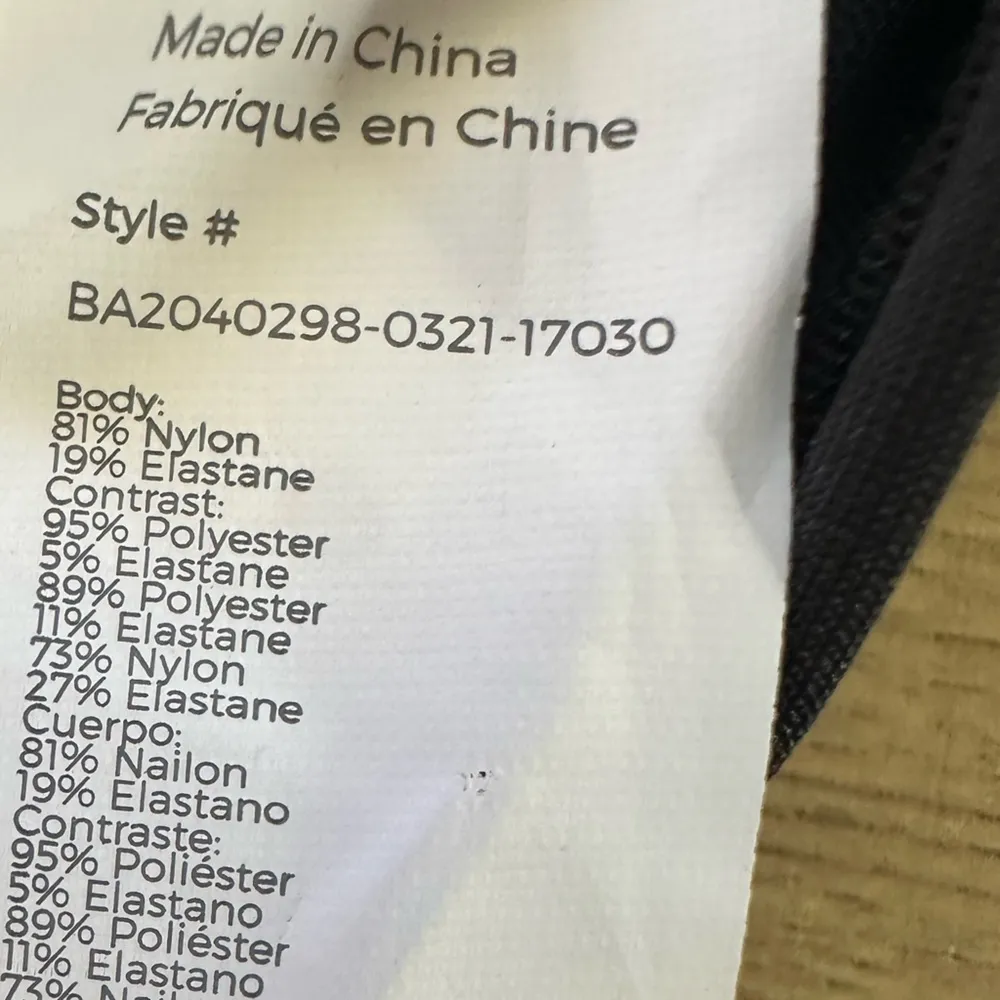 Made in China
Fabriqué en Chine
Style #
BA2040298-0321-17030
Body:
81% Nylon
19% Elastane
Contrast:
95% Polyester
5% Elastane
89% Polyester
11% Elastane
73% Nylon
27% Elastane
Cuerpo:
81% Nailon
19% Elastano
Contraste:
95% Poliéster
5% Elastano
89% Poliéster
11% Elastano
73%